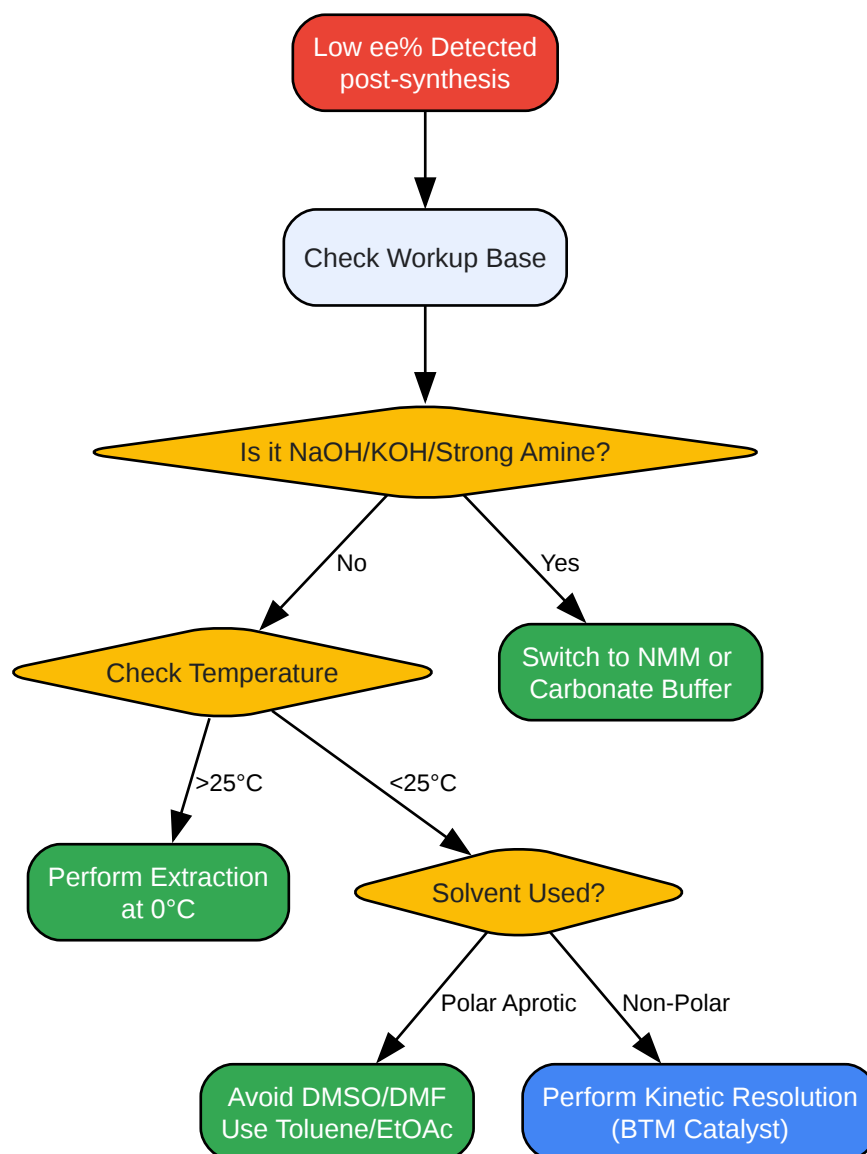 Low ee% Detected
post-synthesis
Check Workup Base
Is it NaOH/KOH/Strong Amine?
No
Yes
Check Temperature
Switch to NMM or
Carbonate Buffer
>25°C
<25°C
Perform Extraction
at 0°C
Solvent Used?
Polar Aprotic
Non-Polar
Avoid DMSO/DMF
Use Toluene/EtOAc
Perform Kinetic Resolution
(BTM Catalyst)